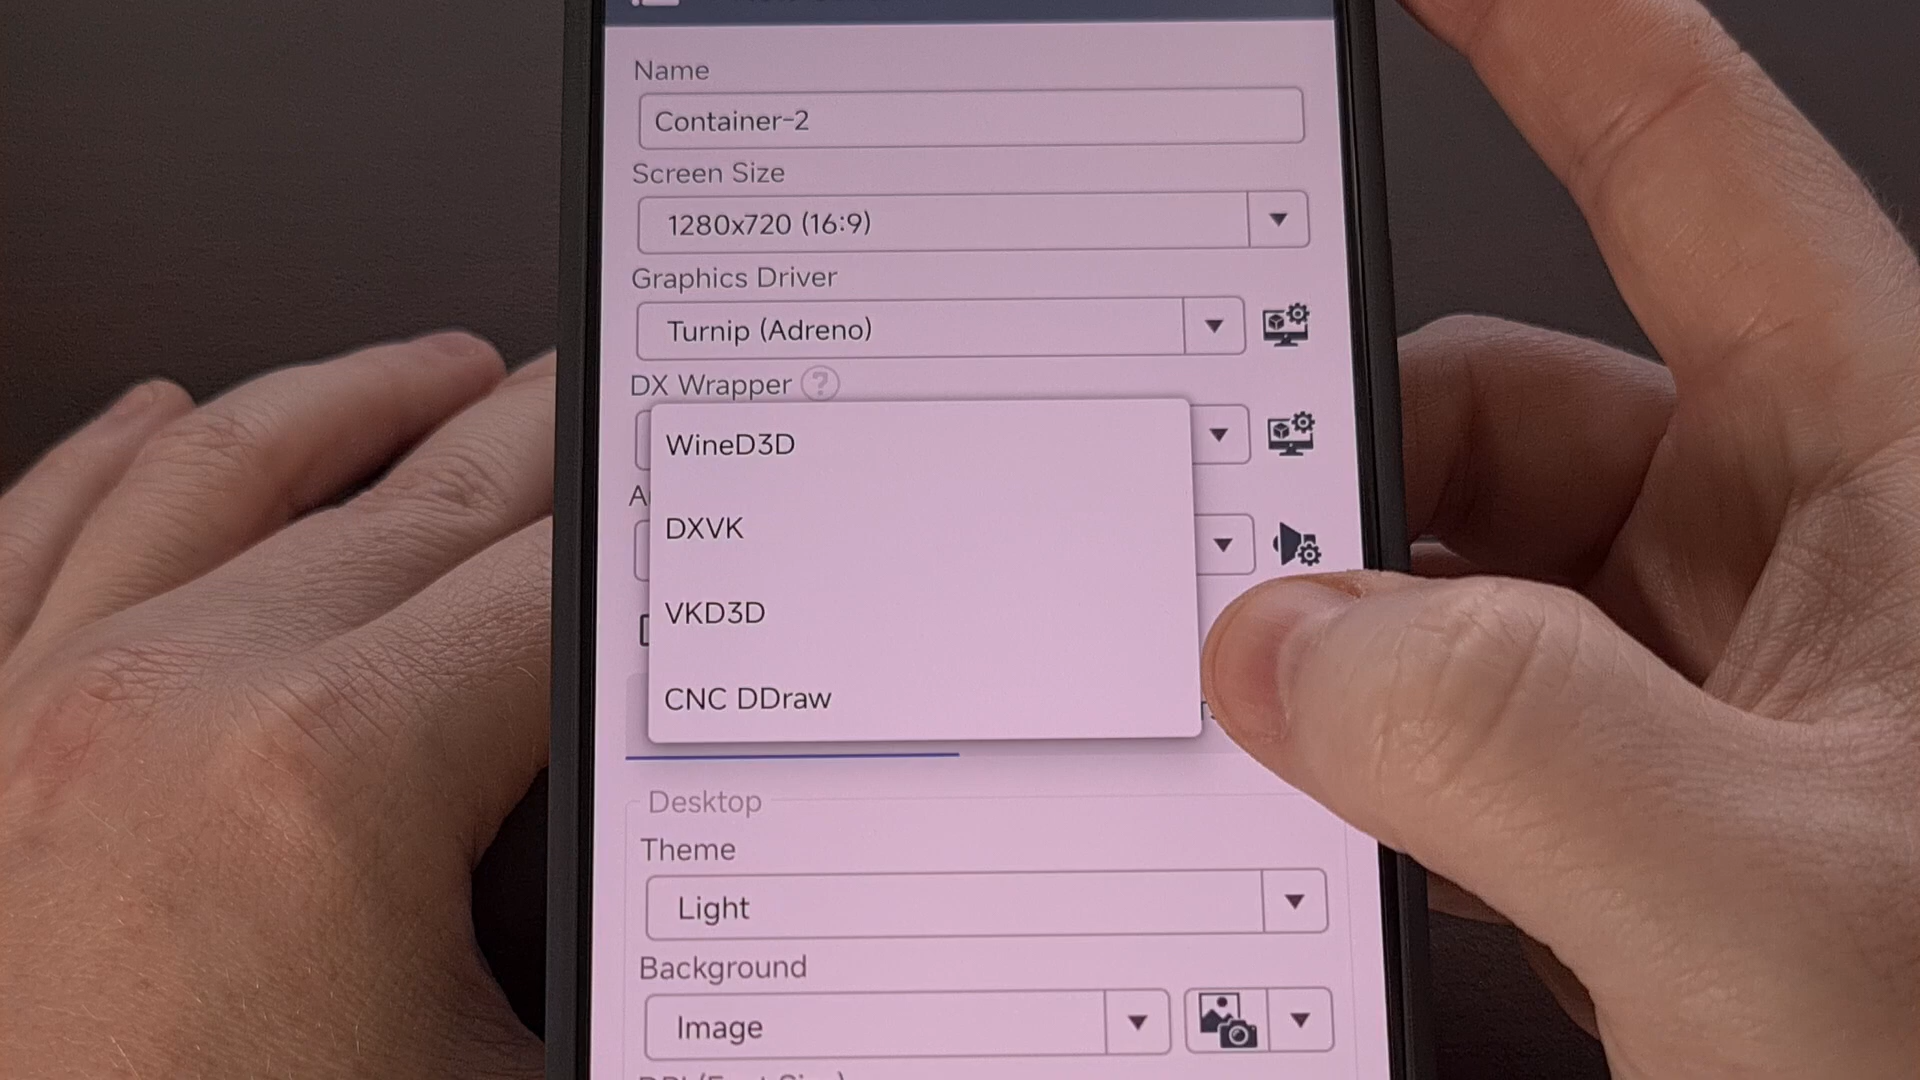 Name
Container-2
Screen Size
1280x720 (16:9)
Graphics Driver
Turnip (Adreno)
DX Wrapper ?
WineD3D
DXVK
VKD3D
CNC DDraw
Desktop
Theme
Light
Background
Image